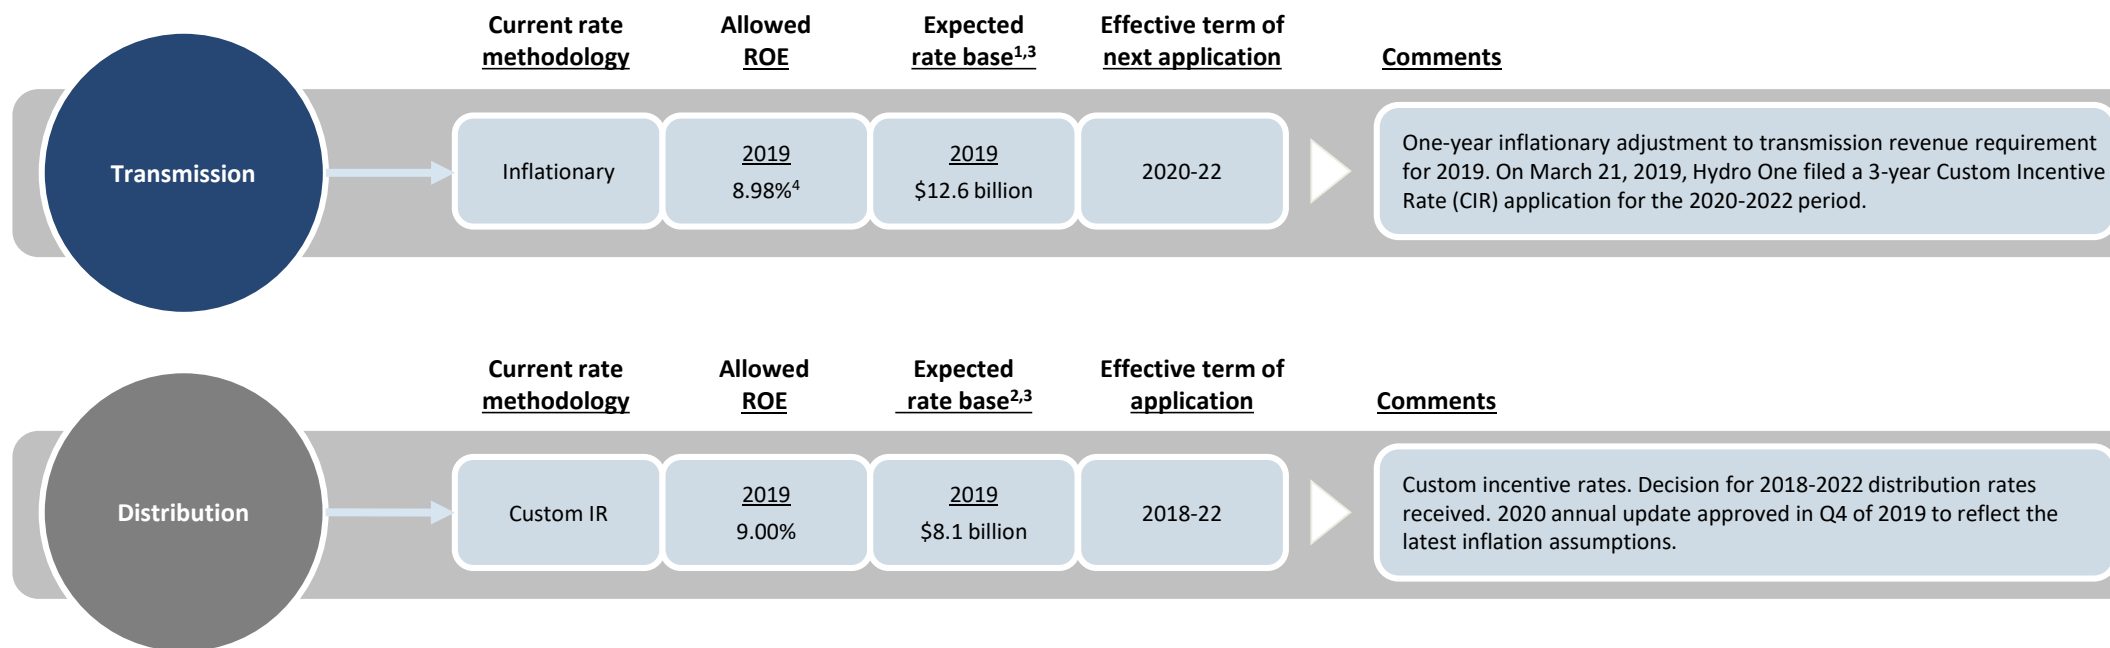 Current rate
methodology
Allowed
ROE
Expected
rate base1,3
Effective term of
next application
Comments
Transmission
Inflationary
2019
8.98%4
2019
$12.6 billion
2020-22
One-year inflationary adjustment to transmission revenue requirement
for 2019. On March 21, 2019, Hydro One filed a 3-year Custom Incentive
Rate (CIR) application for the 2020-2022 period.
Current rate
methodology
Allowed
ROE
Expected
rate base2,3
Effective term of
application
Comments
Distribution
Custom IR
2019
9.00%
2019
$8.1 billion
2018-22
Custom incentive rates. Decision for 2018-2022 distribution rates
received. 2020 annual update approved in Q4 of 2019 to reflect the
latest inflation assumptions.